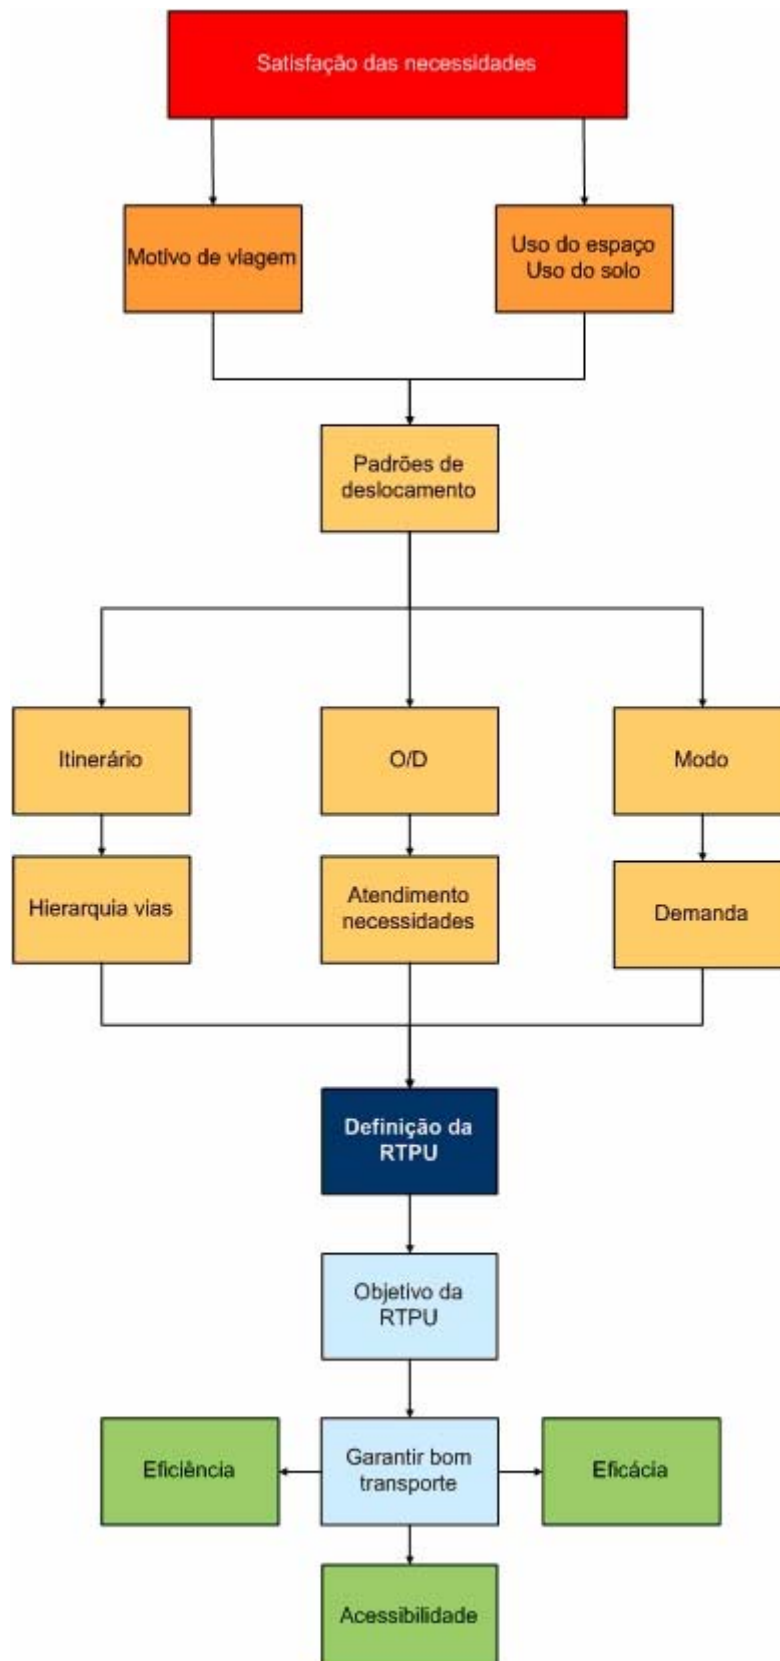 Satisfação das necessidades
Motivo de viagem
Uso do espaço
Uso do solo
Padrões de
deslocamento
Itinerário
O/D
Modo
Hierarquia vias
Atendimento
necessidades
Demanda
Definição da
RTPU
Objetivo da
RTPU
Eficiência
Garantir bom
transporte
Eficácia
Acessibilidade